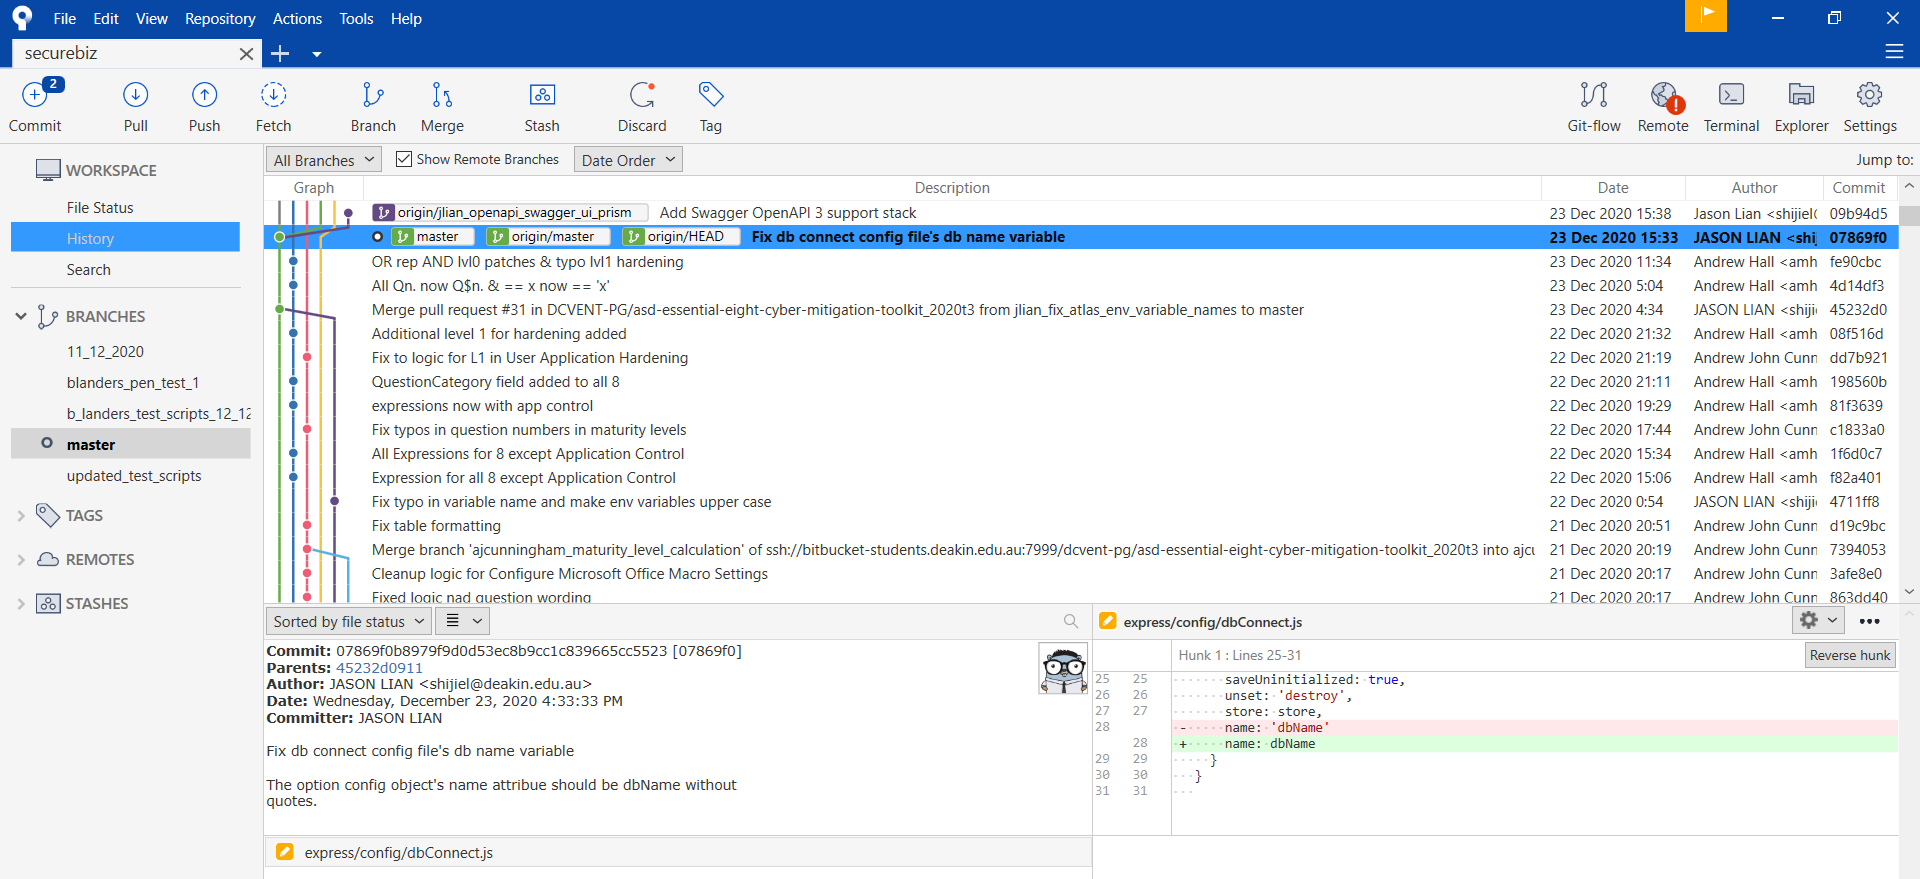 File Edit View Repository Actions Tools Help
securebiz
2
Commit Pull Push Fetch Branch Merge Stash Discard Tag Git-flow Remote Terminal Explorer Settings
WORKSPACE
File Status
History
Search
BRANCHES
11_12_2020
blanders_pen_test_1
b_landers_test_scripts_12_12
master
updated_test_scripts
TAGS
REMOTES
STASHES
All Branches Show Remote Branches Date Order Jump to:
Graph Description Date Author Commit
origin/jlian_openapi_swagger_ui_prism Add Swagger OpenAPI 3 support stack 23 Dec 2020 15:38 Jason Lian <shijiel( 09b94d5
master origin/master origin/HEAD Fix db connect config file's db name variable 23 Dec 2020 15:33 JASON LIAN <shij 07869f0
OR rep AND lvl0 patches & typo lvl1 hardening 23 Dec 2020 11:34 Andrew Hall <amh fe90cbc
All Qn. now Q$n. & == x now == 'x' 23 Dec 2020 5:04 Andrew Hall <amh 4d14df3
Merge pull request #31 in DCVENT-PG/asd-essential-eight-cyber-mitigation-toolkit_2020t3 from jlian_fix_atlas_env_variable_names to master 23 Dec 2020 4:34 JASON LIAN <shiji 45232d0
Additional level 1 for hardening added 22 Dec 2020 21:32 Andrew Hall <amh 08f516d
Fix to logic for L1 in User Application Hardening 22 Dec 2020 21:19 Andrew John Cunn dd7b921
QuestionCategory field added to all 8 22 Dec 2020 21:11 Andrew Hall <amh 198560b
expressions now with app control 22 Dec 2020 19:29 Andrew Hall <amh 81f3639
Fix typos in question numbers in maturity levels 22 Dec 2020 17:44 Andrew John Cunn c1833a0
All Expressions for 8 except Application Control 22 Dec 2020 15:34 Andrew Hall <amh 1f6d0c7
Expression for all 8 except Application Control 22 Dec 2020 15:06 Andrew Hall <amh f82a401
Fix typo in variable name and make env variables upper case 22 Dec 2020 0:54 JASON LIAN <shiji 4711ff8
Fix table formatting 21 Dec 2020 20:51 Andrew John Cunn d19c9bc
Merge branch 'ajcunningham_maturity_level_calculation' of ssh://bitbucket-students.deakin.edu.au:7999/dcvent-pg/asd-essential-eight-cyber-mitigation-toolkit_2020t3 into ajcu 21 Dec 2020 20:19 Andrew John Cunn 7394053
Cleanup logic for Configure Microsoft Office Macro Settings 21 Dec 2020 20:17 Andrew John Cunn 3afe8e0
Fixed logic nad question wording 21 Dec 2020 20:17 Andrew John Cunn 863dd40
Sorted by file status
Commit: 07869f0b8979f9d0d53ec8b9cc1c839665cc5523 [07869f0]
Parents: 45232d0911
Author: JASON LIAN <shijiel@deakin.edu.au>
Date: Wednesday, December 23, 2020 4:33:33 PM
Committer: JASON LIAN
Fix db connect config file's db name variable
The option config object's name attribue should be dbName without
quotes.
express/config/dbConnect.js
express/config/dbConnect.js
Hunk 1 : Lines 25-31 Reverse hunk
25 25 saveUninitialized: true,
26 26 unset: 'destroy',
27 27 store: store,
28 - name: 'dbName'
28 + name: dbName
29 29 }
30 30 }
31 31